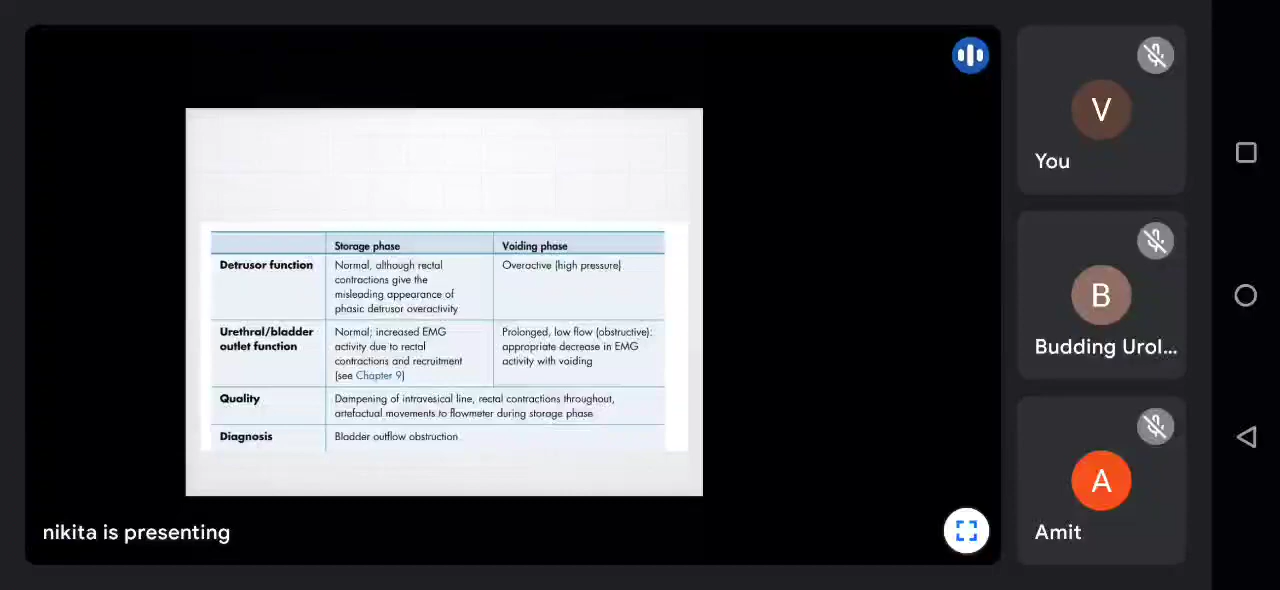 Storage phase
Voiding phase
Detrusor function
Normal, although rectal
contractions give the
misleading appearance of
phasic detrusor overactivity
Overactive (high pressure)
Urethral/bladder
outlet function
Normal; increased EMG
activity due to rectal
contractions and recruitment
(see Chapter 9)
Prolonged, low flow (obstructive):
appropriate decrease in EMG
activity with voiding
Quality
Dampening of intravesical line, rectal contractions throughout,
artefactual movements to flowmeter during storage phase
Diagnosis
Bladder outflow obstruction
nikita is presenting
V
You
B
Budding Urol...
A
Amit